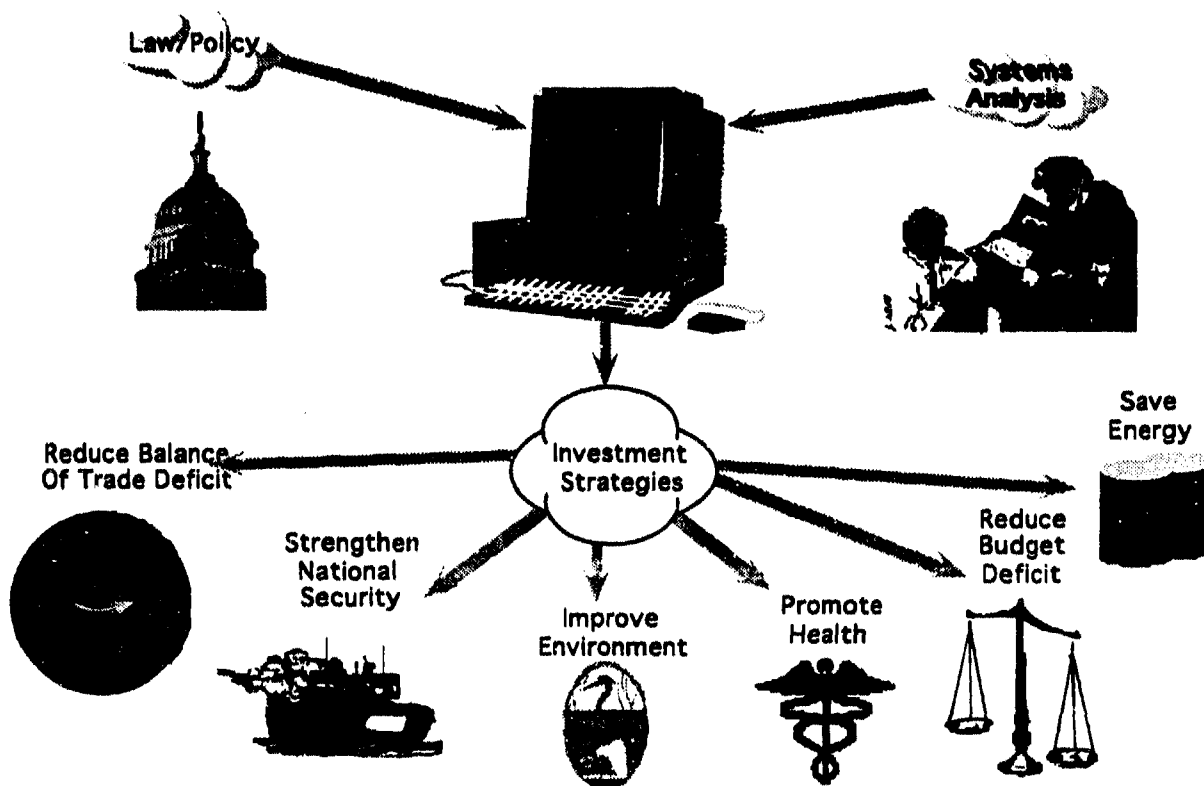 Law/Policy
Systems
Analysis
Investment
Strategies
Save
Energy
Reduce Balance
Of Trade Deficit
Strengthen
National
Security
Improve
Environment
Promote
Health
Reduce
Budget
Deficit